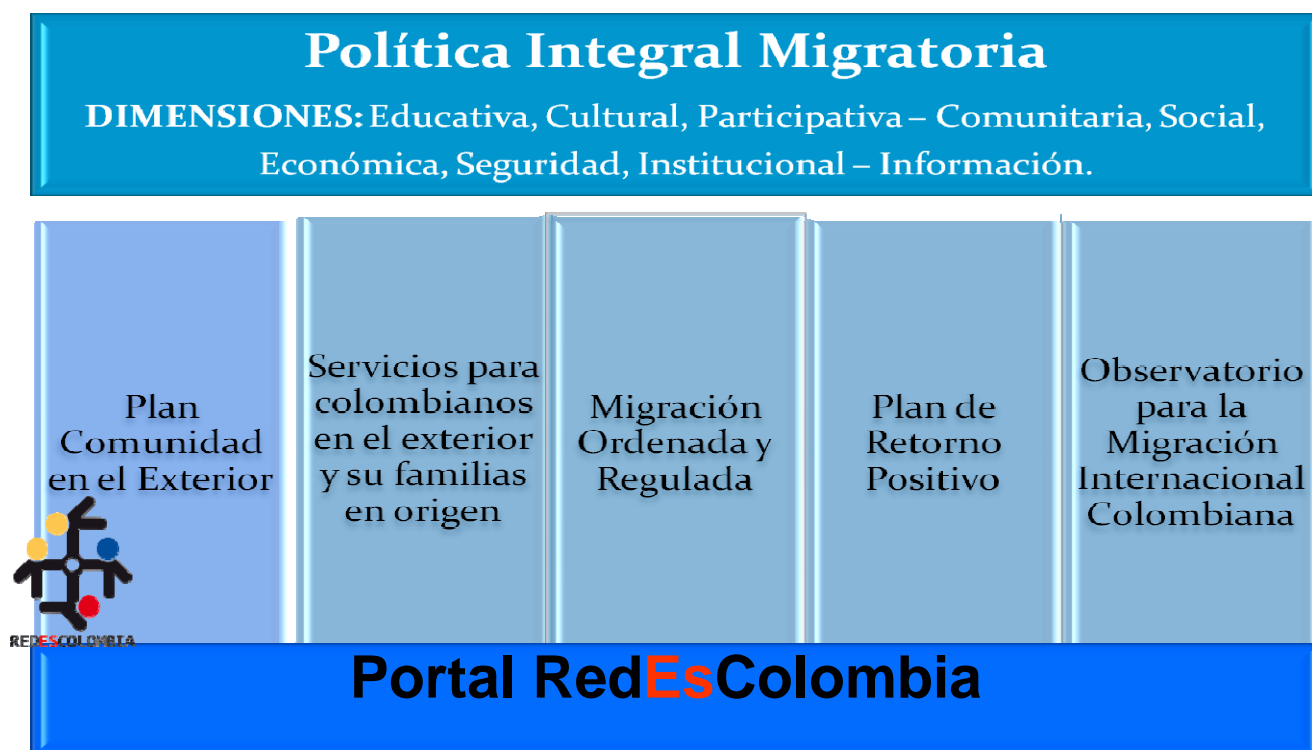 Política Integral Migratoria
DIMENSIONES: Educativa, Cultural, Participativa – Comunitaria, Social,
Económica, Seguridad, Institucional – Información.
Plan
Comunidad
en el Exterior
Servicios para
colombianos
en el exterior
y su familias
en origen
Migración
Ordenada y
Regulada
Plan de
Retorno
Positivo
Observatorio
para la
Migración
Internacional
Colombiana
REDESCOLOMBIA
Portal RedEsColombia